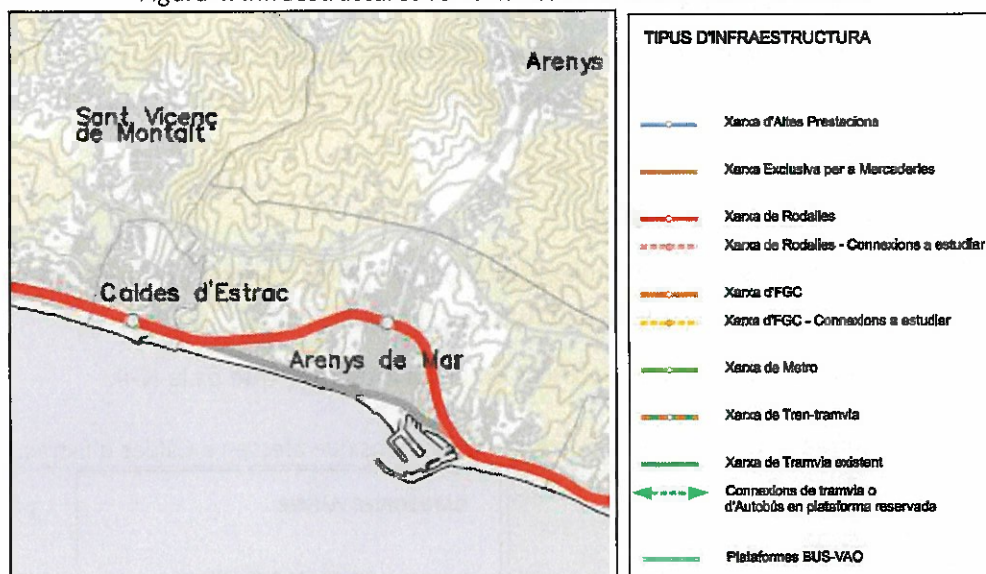 Sant Vicenç
de Montalt
Arenys
Caldes d'Estrac
Arenys de Mar
TIPUS D'INFRAESTRUCTURA
Xarxa d'Altes Prestacions
Xarxa Exclusiva per a Mercaderies
Xarxa de Rodalies
Xarxa de Rodalies - Connexions a estudiar
Xarxa d'FGC
Xarxa d'FGC - Connexions a estudiar
Xarxa de Metro
Xarxa de Tren-tramvia
Xarxa de Tramvia existent
Connexions de tramvia o
d'Autobús en plataforma reservada
Plataformes BUS-VAO